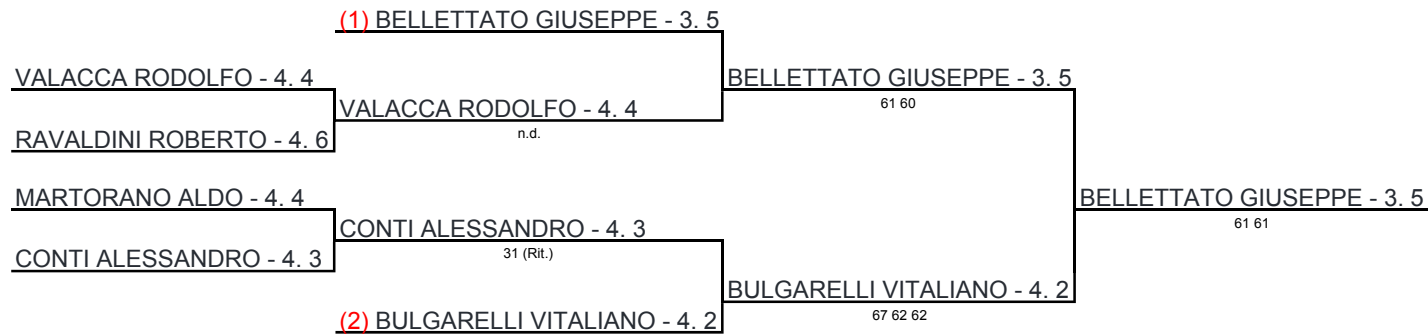 (1) BELLETTATO GIUSEPPE - 3. 5
VALACCA RODOLFO - 4. 4
BELLETTATO GIUSEPPE - 3. 5
61 60
VALACCA RODOLFO - 4. 4
n.d.
RAVALDINI ROBERTO - 4. 6
MARTORANO ALDO - 4. 4
BELLETTATO GIUSEPPE - 3. 5
61 61
CONTI ALESSANDRO - 4. 3
31 (Rit.)
CONTI ALESSANDRO - 4. 3
BULGARELLI VITALIANO - 4. 2
67 62 62
(2) BULGARELLI VITALIANO - 4. 2